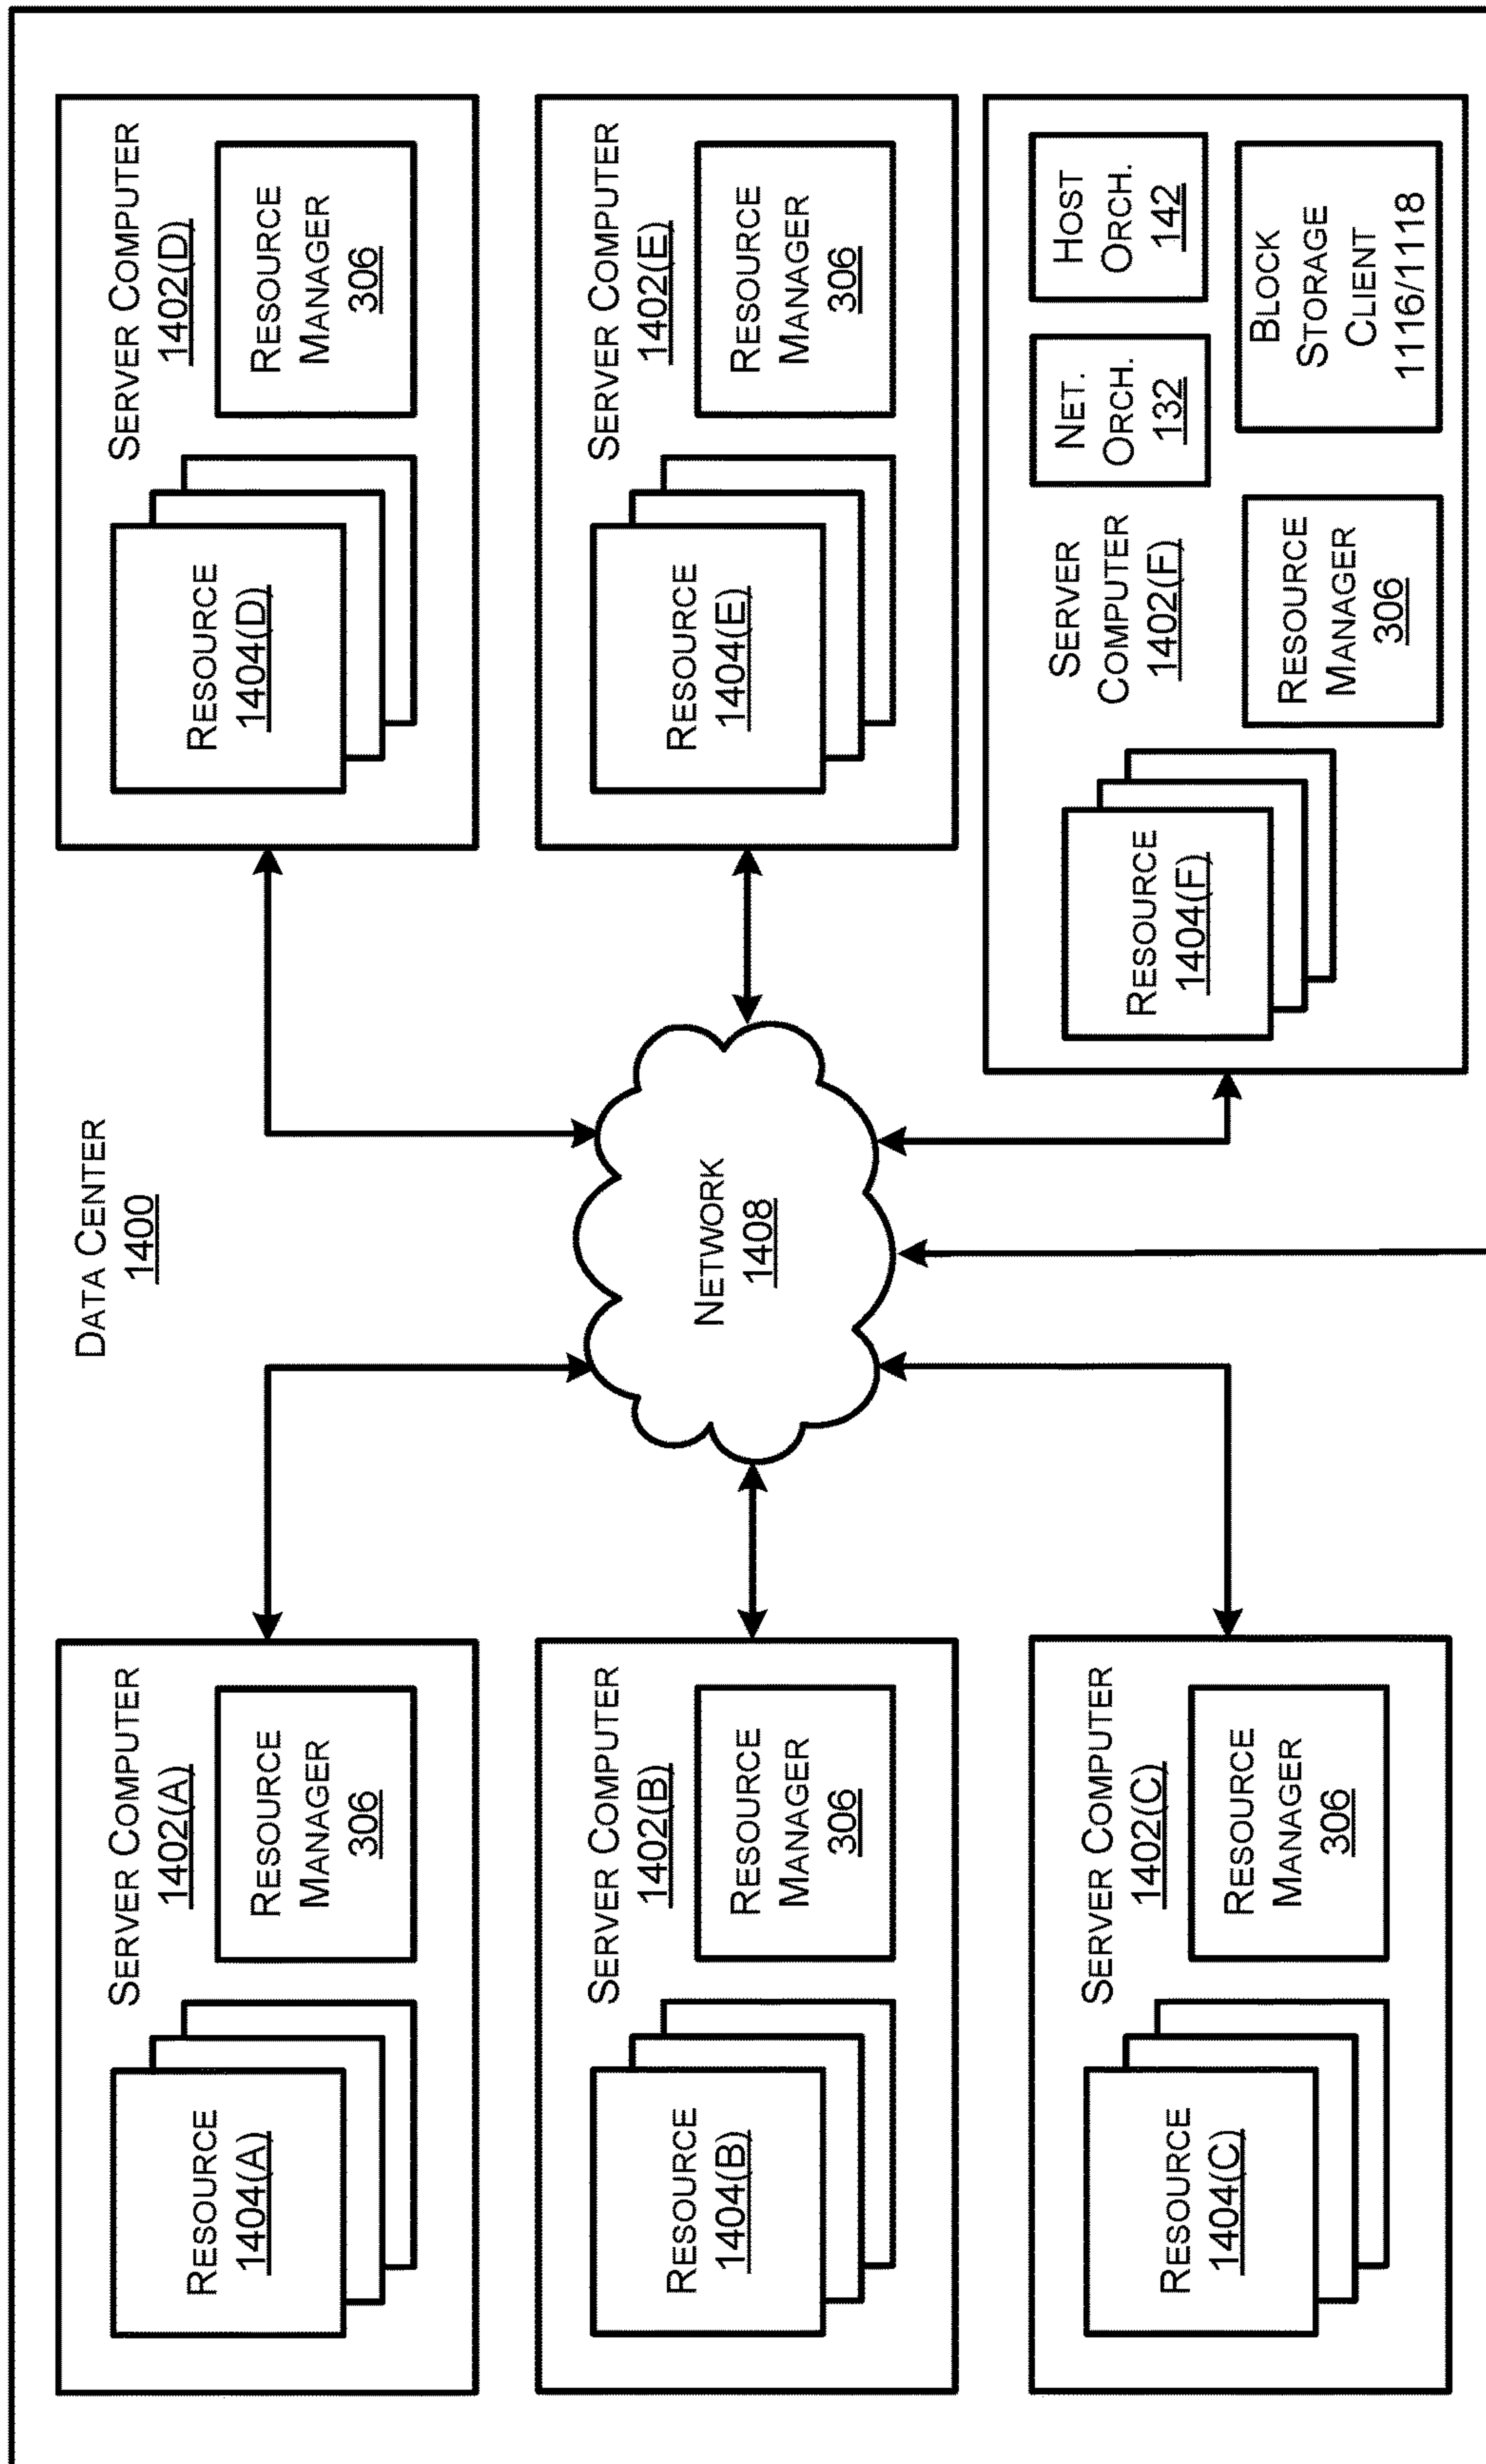 DATA CENTER
1400
SERVER COMPUTER
1402(A)
RESOURCE
1404(A)
RESOURCE
MANAGER
306
SERVER COMPUTER
1402(D)
RESOURCE
1404(D)
RESOURCE
MANAGER
306
SERVER COMPUTER
1402(B)
RESOURCE
1404(B)
RESOURCE
MANAGER
306
NETWORK
1408
SERVER COMPUTER
1402(E)
RESOURCE
1404(E)
RESOURCE
MANAGER
306
SERVER COMPUTER
1402(C)
RESOURCE
1404(C)
RESOURCE
MANAGER
306
RESOURCE
1404(F)
SERVER
COMPUTER
1402(F)
RESOURCE
MANAGER
306
NET.
ORCH.
132
HOST
ORCH.
142
BLOCK
STORAGE
CLIENT
1116/1118